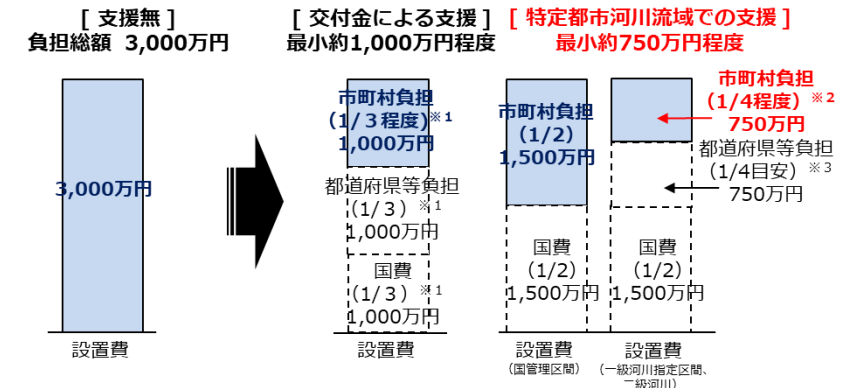 [ 支援無 ]
負担総額 3,000万円
3,000万円
設置費
[ 交付金による支援 ]
最小約1,000万円程度
市町村負担
(1/3程度)※1
1,000万円
都道府県等負担
(1/3) ※1
1,000万円
国費
(1/3) ※1
1,000万円
設置費
[ 特定都市河川流域での支援 ]
最小約750万円程度
市町村負担
(1/2)
1,500万円
国費
(1/2)
1,500万円
設置費
(国管理区間)
市町村負担
(1/4程度) ※2
750万円
都道府県等負担
(1/4目安) ※3
750万円
国費
(1/2)
1,500万円
設置費
(一級河川指定区間、
二級河川)